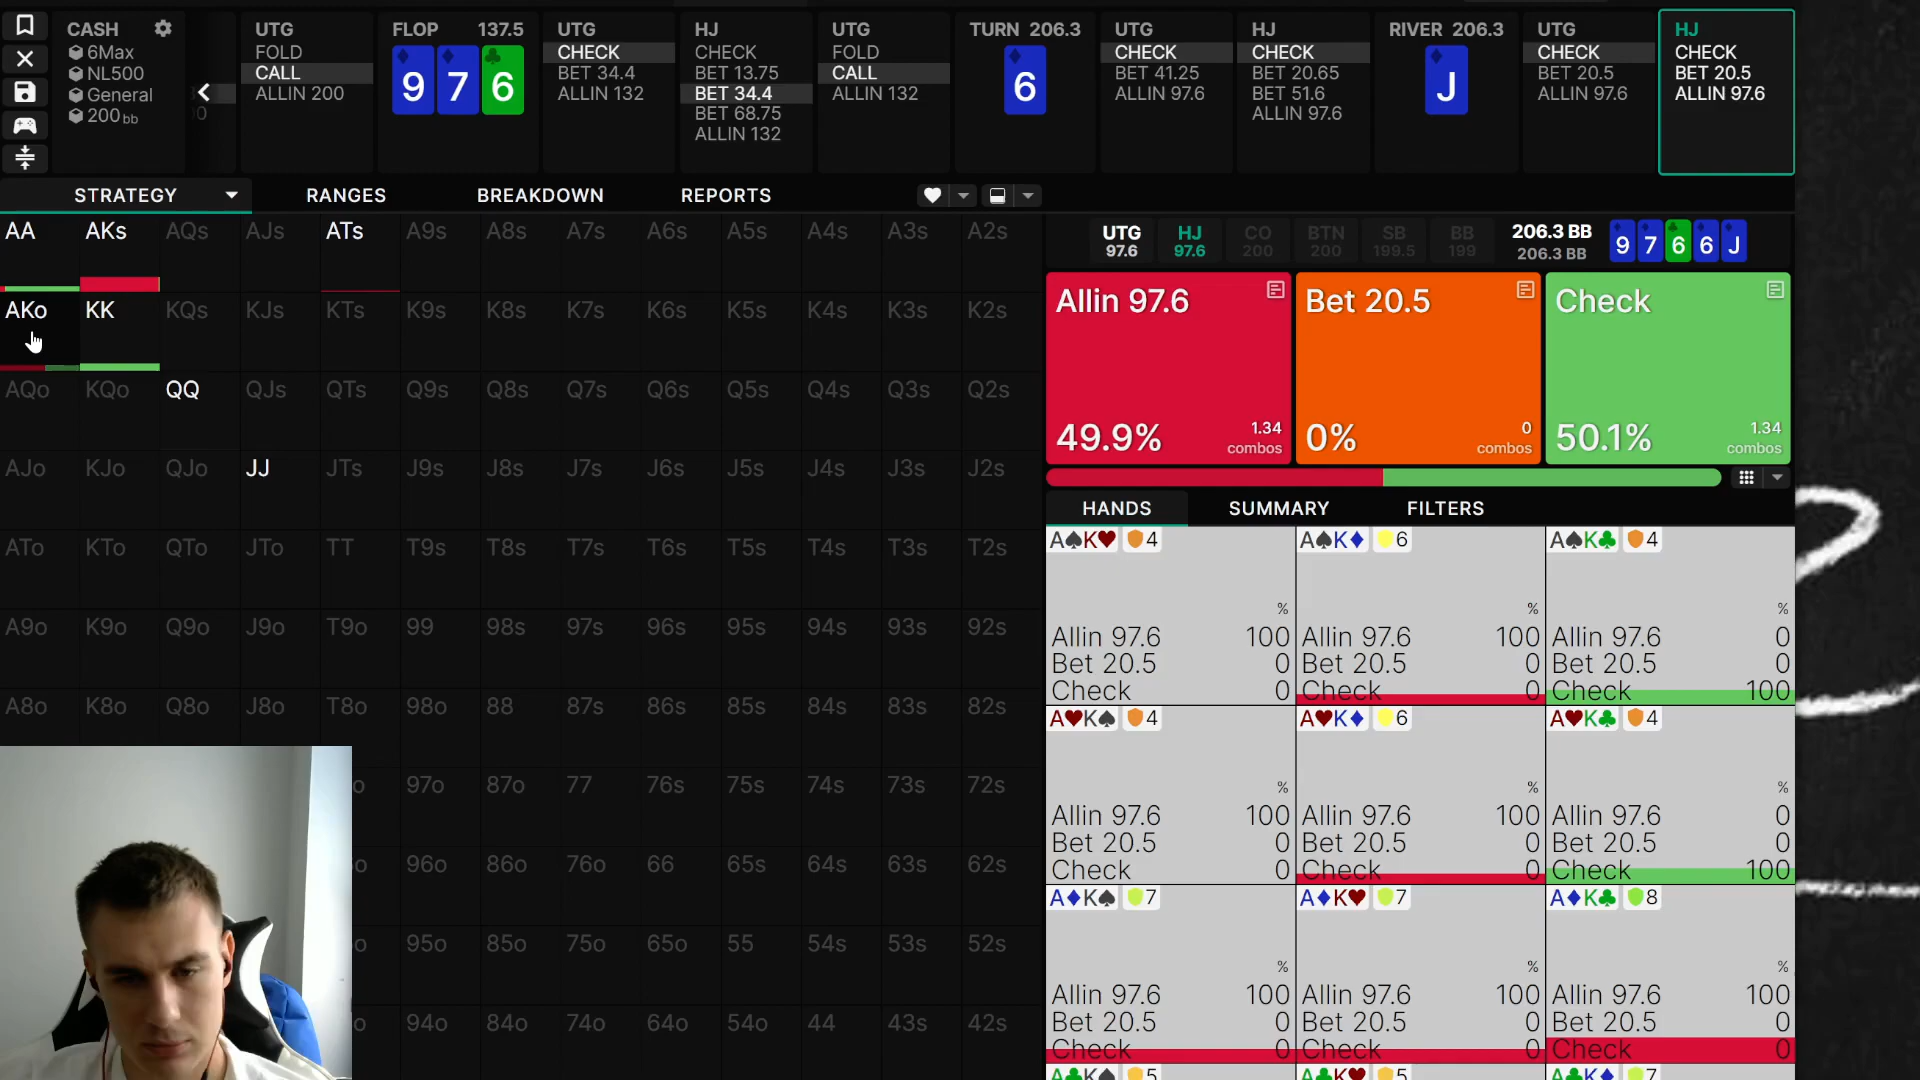 CASH
6Max
NL500
General
200bb
UTG
FOLD
CALL
ALLIN 200
FLOP 137.5
9 7 6
UTG
CHECK
BET 34.4
ALLIN 132
HJ
CHECK
BET 13.75
BET 34.4
BET 68.75
ALLIN 132
UTG
FOLD
CALL
ALLIN 132
TURN 206.3
6
UTG
CHECK
BET 41.25
ALLIN 97.6
HJ
CHECK
BET 20.65
BET 51.6
ALLIN 97.6
RIVER 206.3
J
UTG
CHECK
BET 20.5
ALLIN 97.6
HJ
CHECK
BET 20.5
ALLIN 97.6
STRATEGY RANGES BREAKDOWN REPORTS
AA AKs AQs AJs ATs A9s A8s A7s A6s A5s A4s A3s A2s
AKo KK KQs KJs KTs K9s K8s K7s K6s K5s K4s K3s K2s
AQo KQo QQ QJs QTs Q9s Q8s Q7s Q6s Q5s Q4s Q3s Q2s
AJo KJo QJo JJ JTs J9s J8s J7s J6s J5s J4s J3s J2s
ATo KTo QTo JTo TT T9s T8s T7s T6s T5s T4s T3s T2s
A9o K9o Q9o J9o T9o 99 98s 97s 96s 95s 94s 93s 92s
A8o K8o Q8o J8o T8o 98o 88 87s 86s 85s 84s 83s 82s
o 97o 87o 77 76s 75s 74s 73s 72s
o 96o 86o 76o 66 65s 64s 63s 62s
o 95o 85o 75o 65o 55 54s 53s 52s
o 94o 84o 74o 64o 54o 44 43s 42s
UTG HJ CO BTN SB BB 206.3 BB
97.6 97.6 200 200 199.5 199 206.3 BB
9 7 6 6 J
Allin 97.6 Bet 20.5 Check
49.9% 1.34 combos 0% 0 combos 50.1% 1.34 combos
HANDS SUMMARY FILTERS
A♠K♥ 4 A♠K♦ 6 A♠K♣ 4
% % %
Allin 97.6 100 Allin 97.6 100 Allin 97.6 0
Bet 20.5 0 Bet 20.5 0 Bet 20.5 0
Check 0 Check 0 Check 100
A♥K♠ 4 A♥K♦ 6 A♥K♣ 4
% % %
Allin 97.6 100 Allin 97.6 100 Allin 97.6 0
Bet 20.5 0 Bet 20.5 0 Bet 20.5 0
Check 0 Check 0 Check 100
A♦K♠ 7 A♦K♥ 7 A♦K♣ 8
% % %
Allin 97.6 100 Allin 97.6 100 Allin 97.6 100
Bet 20.5 0 Bet 20.5 0 Bet 20.5 0
Check 0 Check 0 Check 0
A♣K♠ 5 A♣K♥ 5 A♣K♦ 7